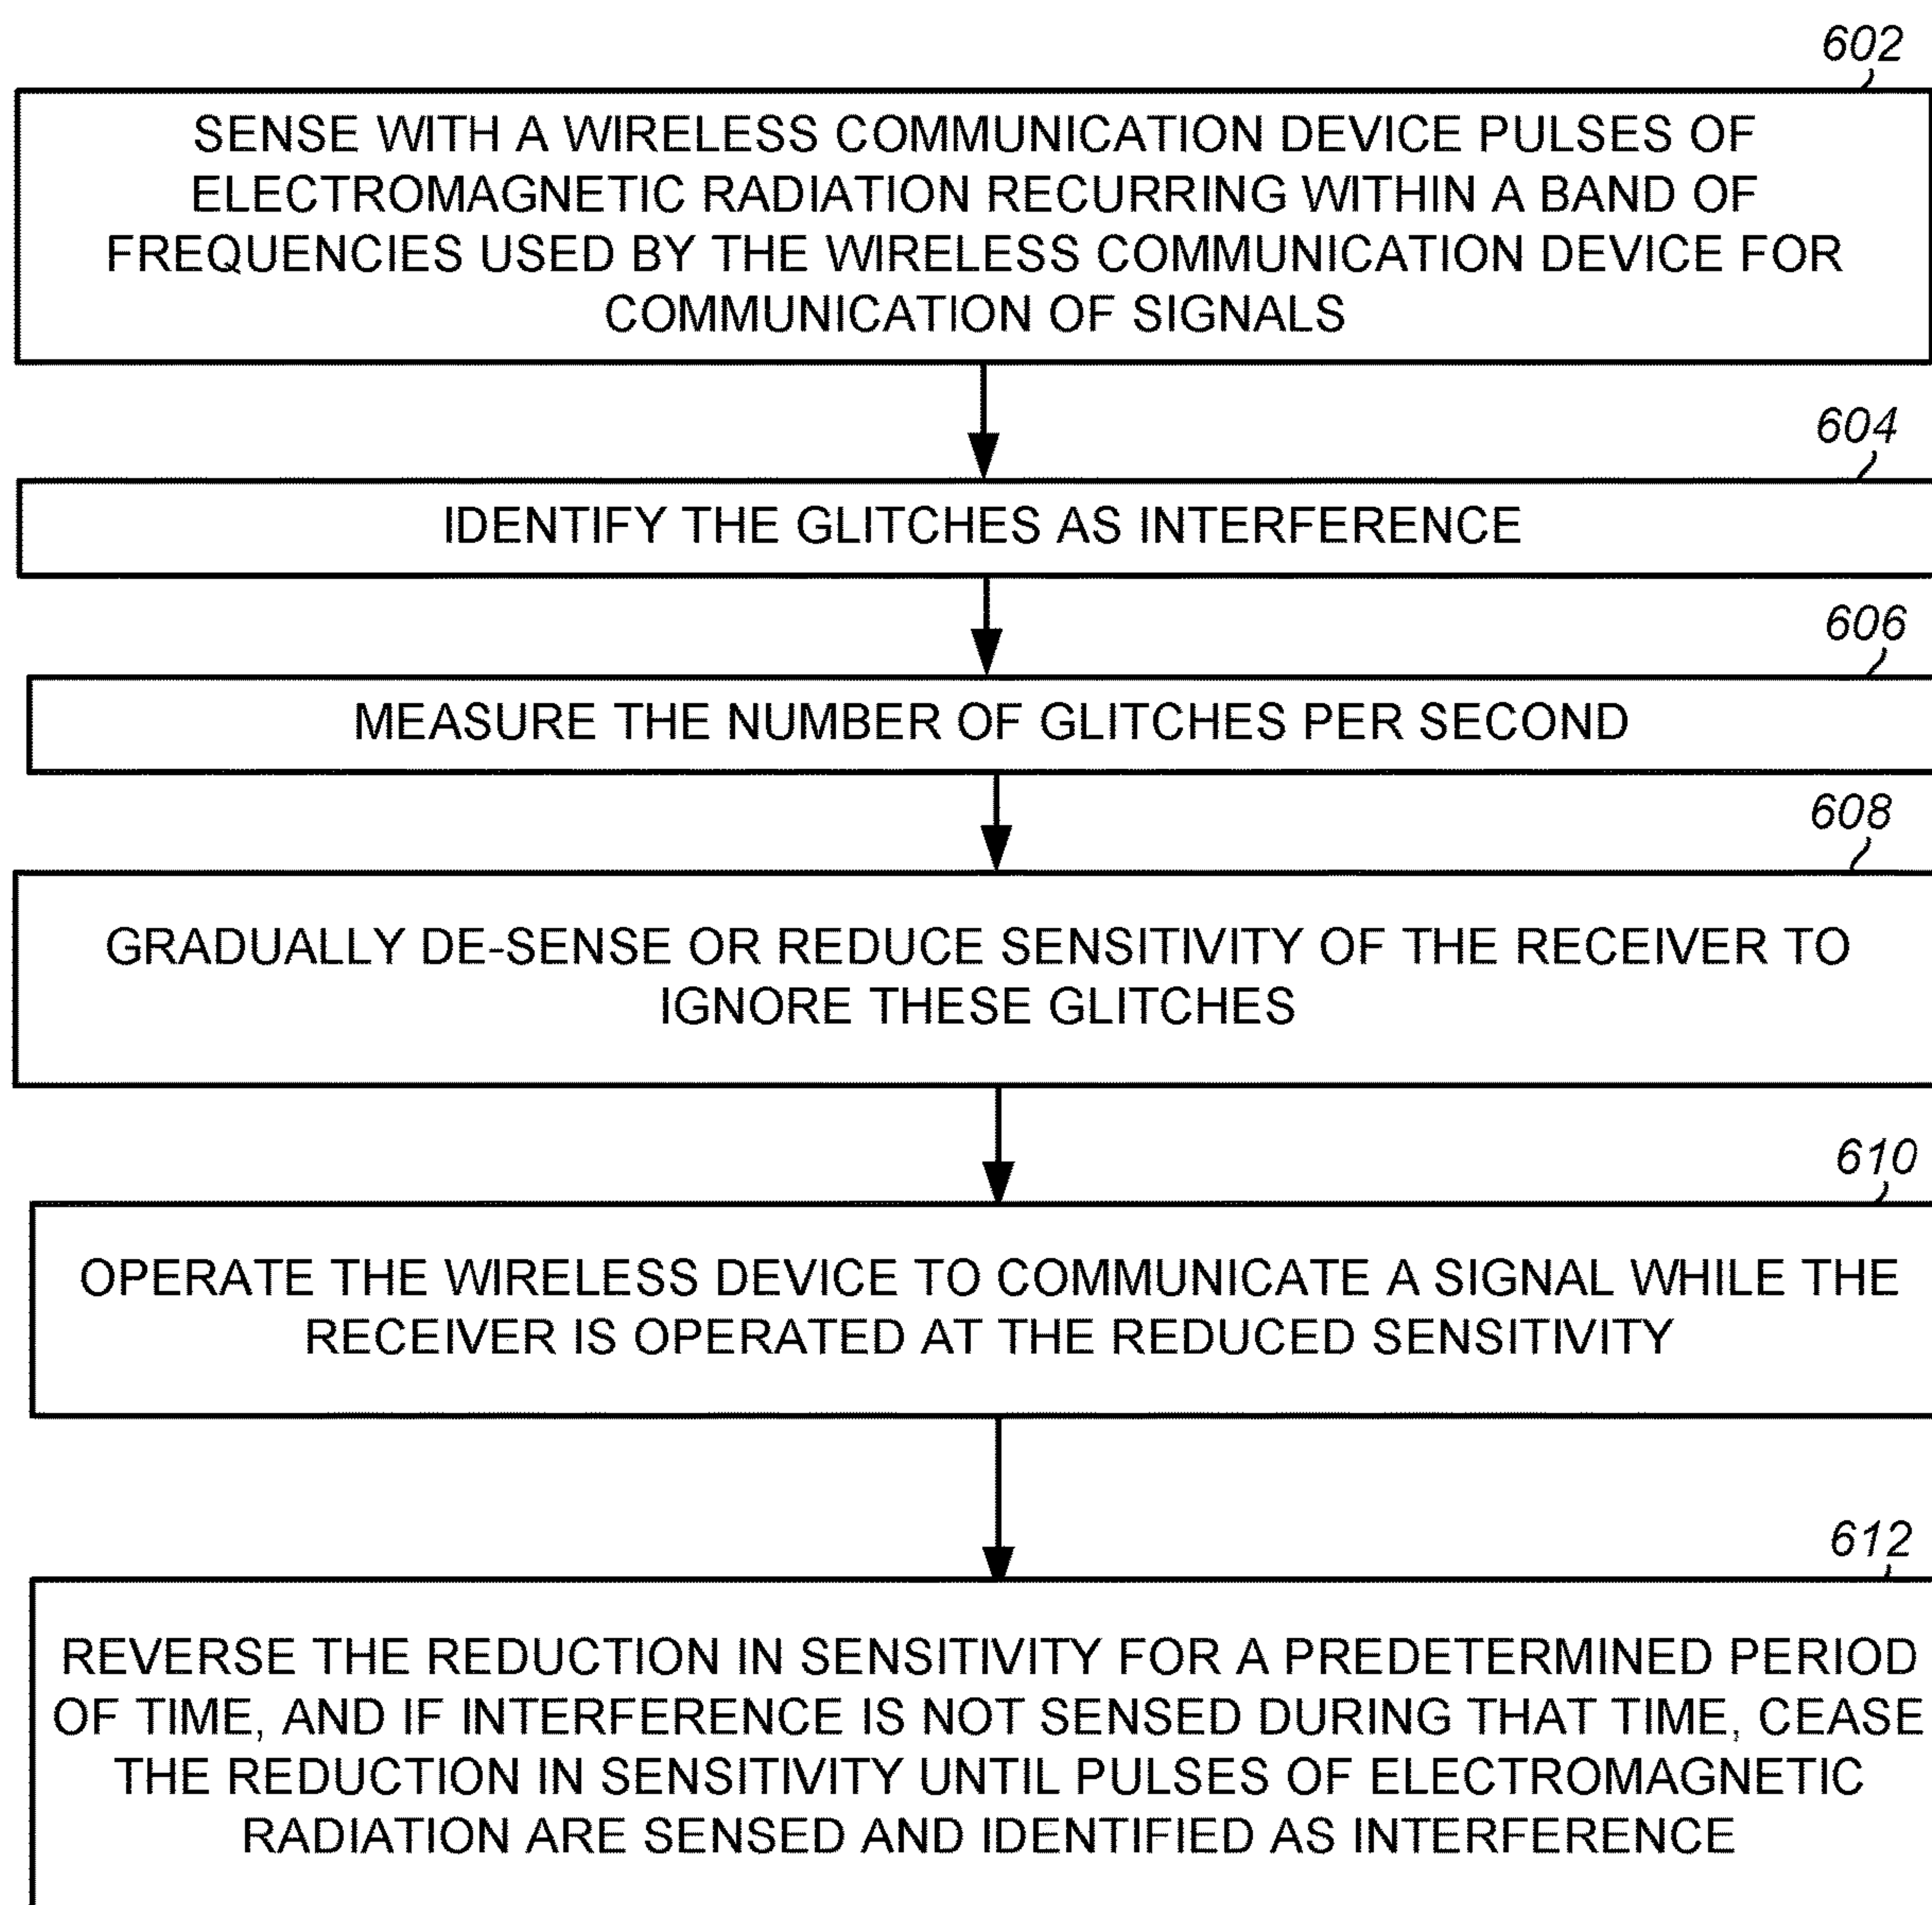 602
SENSE WITH A WIRELESS COMMUNICATION DEVICE PULSES OF
ELECTROMAGNETIC RADIATION RECURRING WITHIN A BAND OF
FREQUENCIES USED BY THE WIRELESS COMMUNICATION DEVICE FOR
COMMUNICATION OF SIGNALS
604
IDENTIFY THE GLITCHES AS INTERFERENCE
606
MEASURE THE NUMBER OF GLITCHES PER SECOND
608
GRADUALLY DE-SENSE OR REDUCE SENSITIVITY OF THE RECEIVER TO
IGNORE THESE GLITCHES
610
OPERATE THE WIRELESS DEVICE TO COMMUNICATE A SIGNAL WHILE THE
RECEIVER IS OPERATED AT THE REDUCED SENSITIVITY
612
REVERSE THE REDUCTION IN SENSITIVITY FOR A PREDETERMINED PERIOD
OF TIME, AND IF INTERFERENCE IS NOT SENSED DURING THAT TIME, CEASE
THE REDUCTION IN SENSITIVITY UNTIL PULSES OF ELECTROMAGNETIC
RADIATION ARE SENSED AND IDENTIFIED AS INTERFERENCE